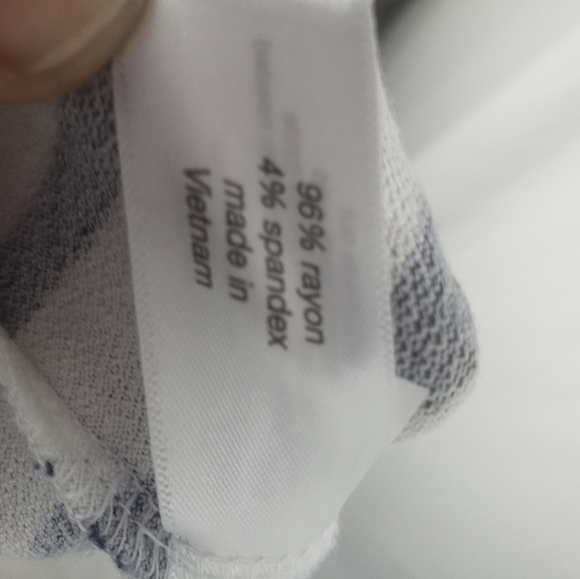 96% rayon
4% spandex
made in
Vietnam